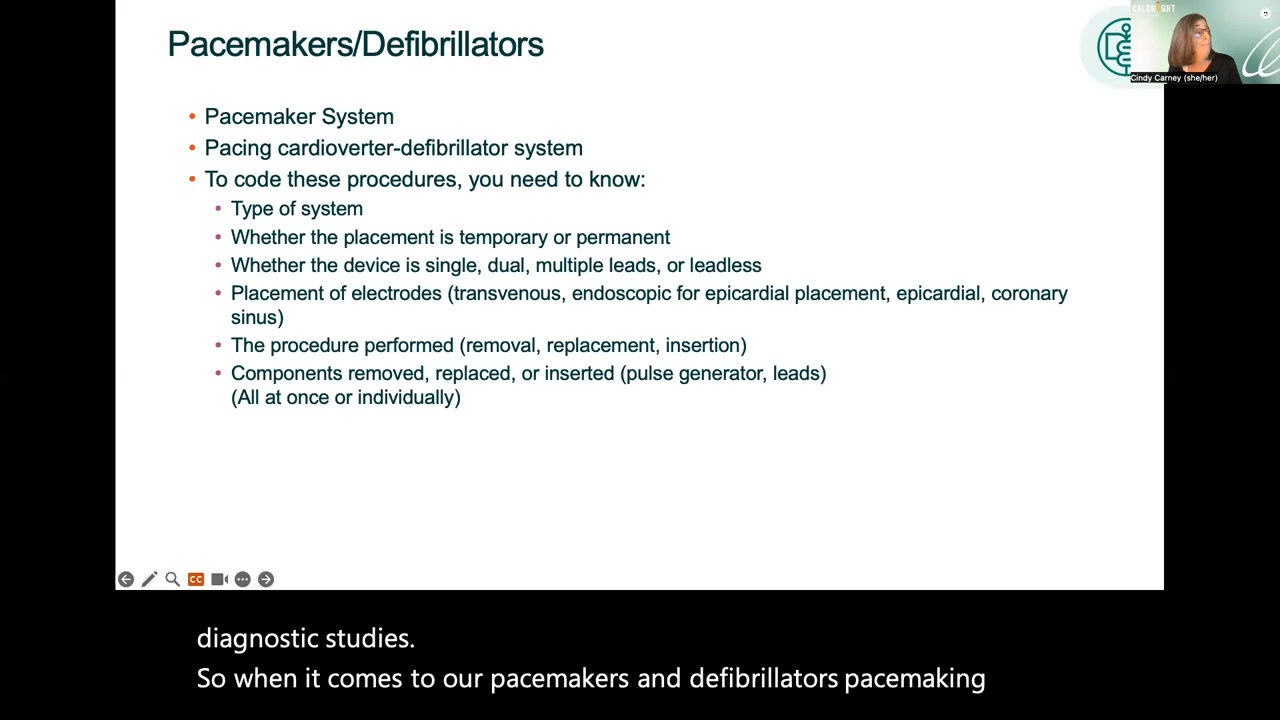 Pacemakers/Defibrillators
CALBRIGHT
Cindy Carney (she/her)
• Pacemaker System
• Pacing cardioverter-defibrillator system
• To code these procedures, you need to know:
• Type of system
• Whether the placement is temporary or permanent
• Whether the device is single, dual, multiple leads, or leadless
• Placement of electrodes (transvenous, endoscopic for epicardial placement, epicardial, coronary
sinus)
• The procedure performed (removal, replacement, insertion)
• Components removed, replaced, or inserted (pulse generator, leads)
(All at once or individually)
CC
diagnostic studies.
So when it comes to our pacemakers and defibrillators pacemaking